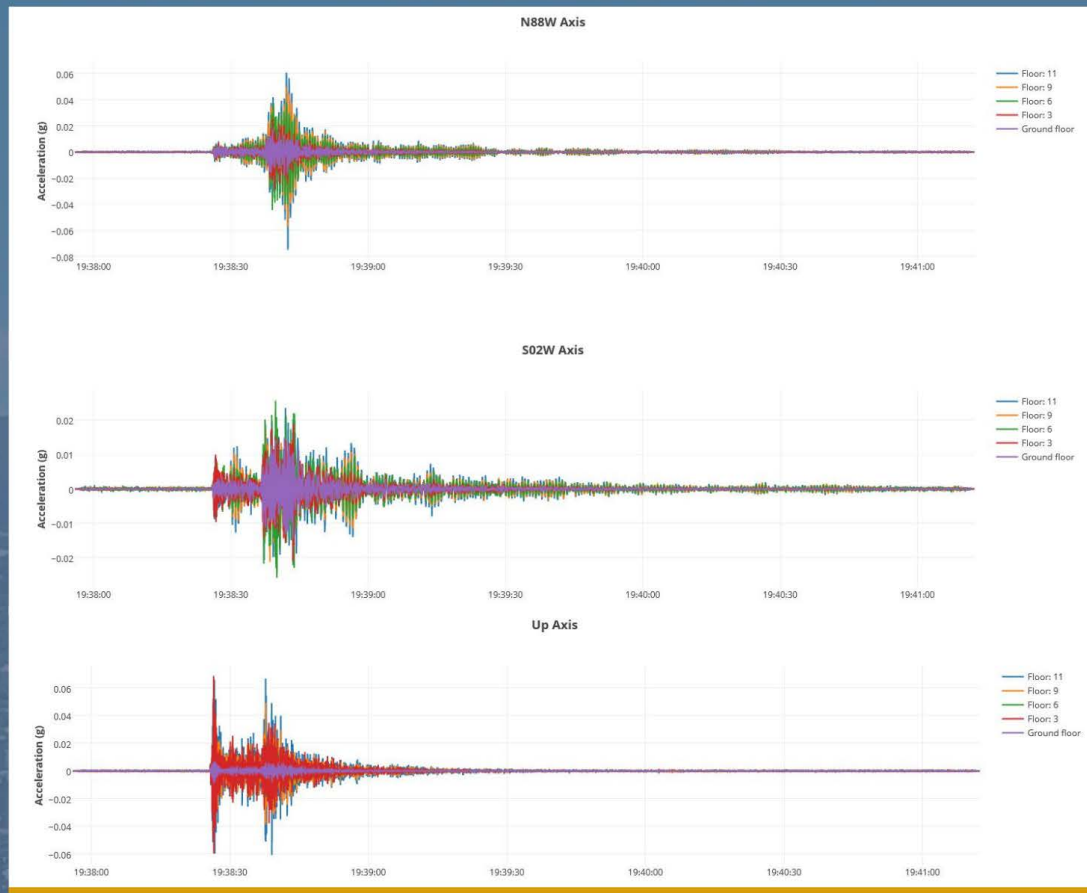 N88W Axis
0.06
0.04
0.02
0
−0.02
−0.04
−0.06
−0.08
Acceleration (g)
19:38:00 19:38:30 19:39:00 19:39:30 19:40:00 19:40:30 19:41:00
Floor: 11
Floor: 9
Floor: 6
Floor: 3
Ground floor
S02W Axis
0.02
0.01
0
−0.01
−0.02
Acceleration (g)
19:38:00 19:38:30 19:39:00 19:39:30 19:40:00 19:40:30 19:41:00
Floor: 11
Floor: 9
Floor: 6
Floor: 3
Ground floor
Up Axis
0.06
0.04
0.02
0
−0.02
−0.04
−0.06
Acceleration (g)
19:38:00 19:38:30 19:39:00 19:39:30 19:40:00 19:40:30 19:41:00
Floor: 11
Floor: 9
Floor: 6
Floor: 3
Ground floor